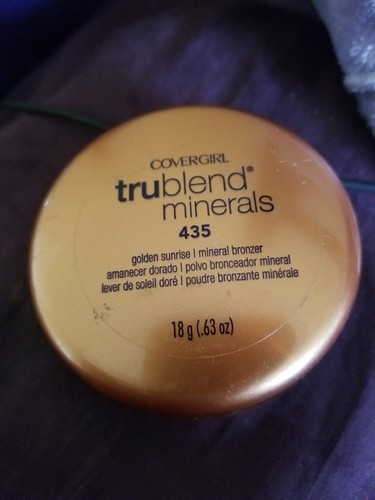 COVERGIRL
trublend®
minerals
435
golden sunrise | mineral bronzer
amanecer dorado | polvo bronceador mineral
lever de soleil doré | poudre bronzante minérale
18 g (.63 oz)